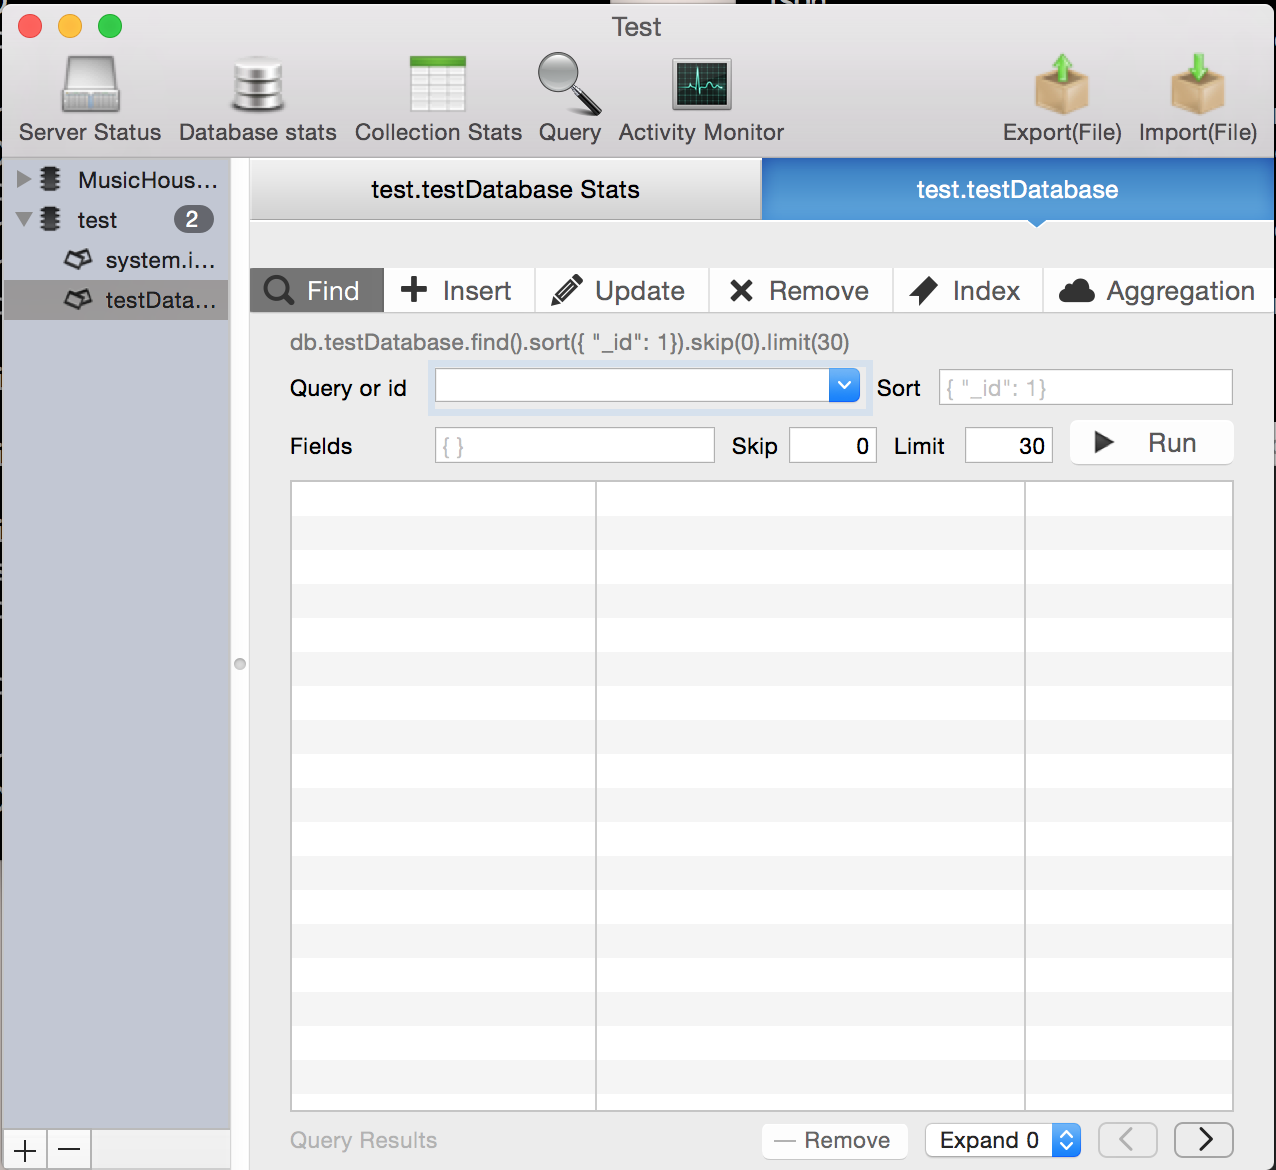 Test
Server Status Database stats Collection Stats Query Activity Monitor Export(File) Import(File)
MusicHous...
test 2
system.i...
testData...
test.testDatabase Stats test.testDatabase
Find Insert Update Remove Index Aggregation
db.testDatabase.find().sort({ "_id": 1}).skip(0).limit(30)
Query or id Sort { "_id": 1}
Fields { } Skip 0 Limit 30 Run
Query Results Remove Expand 0